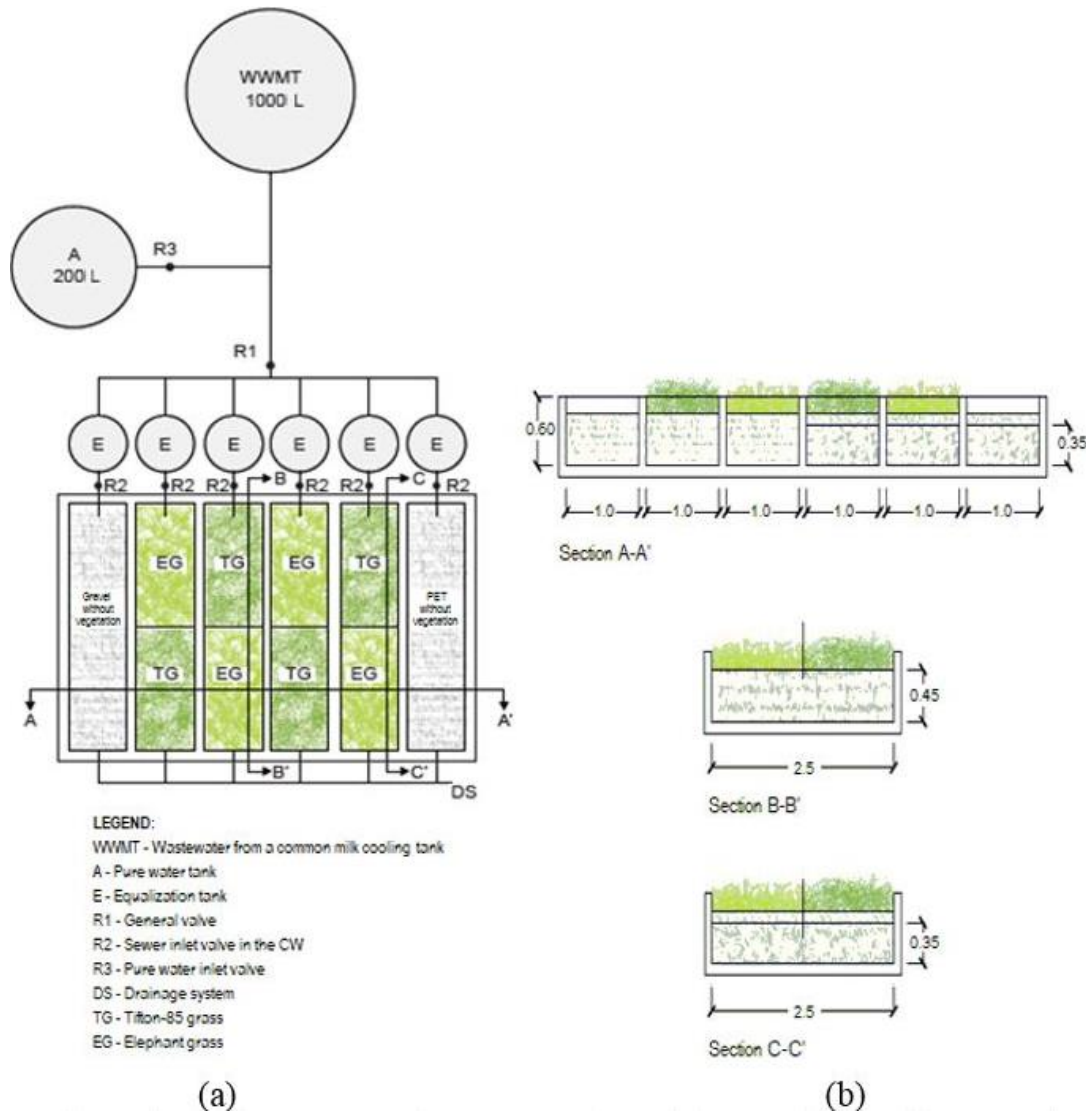 WWMT
1000 L
A
200 L
R3
R1
E E E E E E
R2 R2 R2 R2 R2 R2
B C
EG TG EG TG
Gravel
without
vegetation
PET
without
vegetation
TG EG TG EG
A A'
B' C'
DS
LEGEND:
WWMT - Wastewater from a common milk cooling tank
A - Pure water tank
E - Equalization tank
R1 - General valve
R2 - Sewer inlet valve in the CW
R3 - Pure water inlet valve
DS - Drainage system
TG - Tifton-85 grass
EG - Elephant grass
(a)
0.60
0.35
1.0 1.0 1.0 1.0 1.0 1.0
Section A-A'
0.45
2.5
Section B-B'
0.35
2.5
Section C-C'
(b)